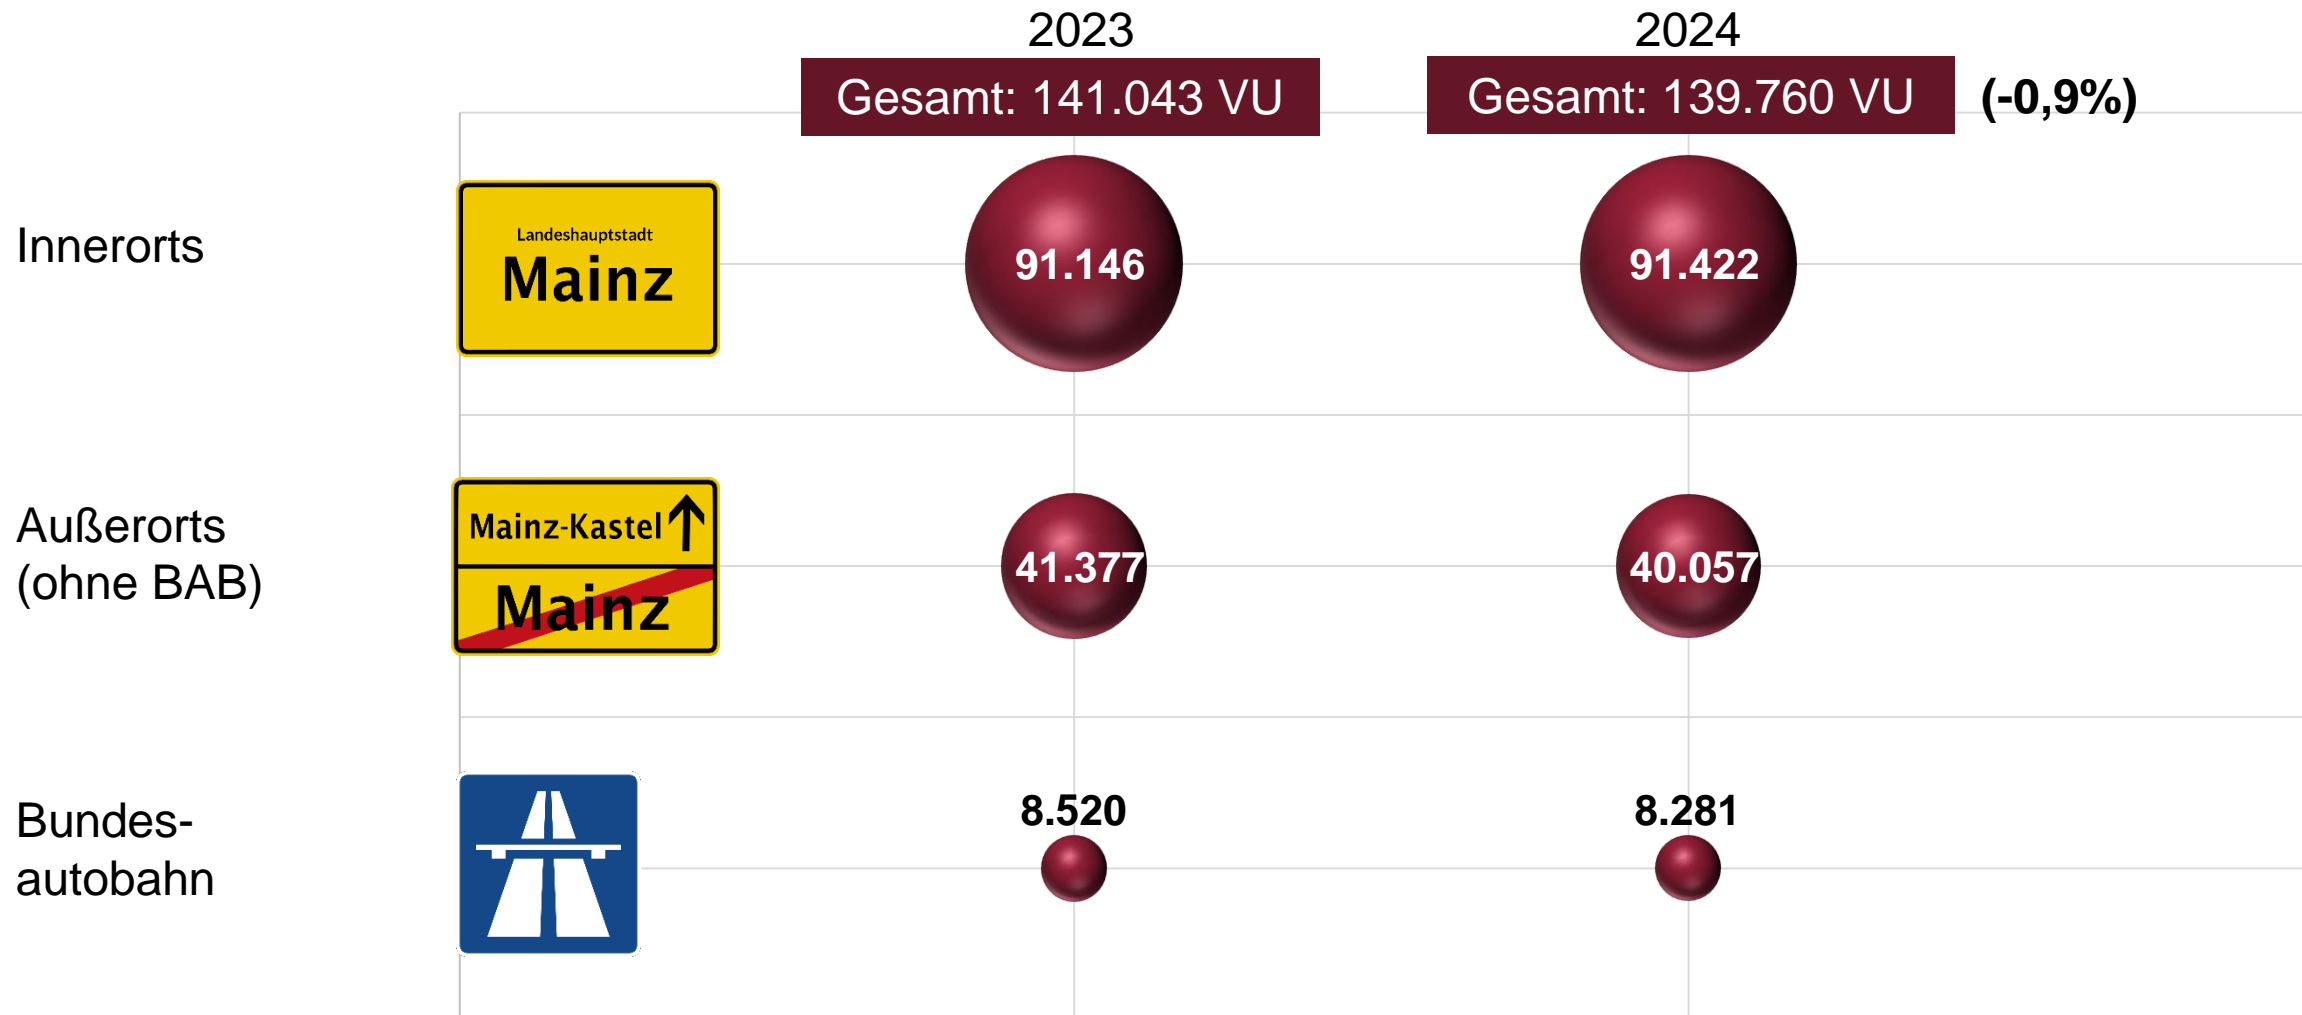 2023
2024
Gesamt: 141.043 VU
Gesamt: 139.760 VU
(-0,9%)
Innerorts
Landeshauptstadt
Mainz
91.146
91.422
Außerorts
(ohne BAB)
Mainz-Kastel
Mainz
41.377
40.057
Bundes-
autobahn
8.520
8.281